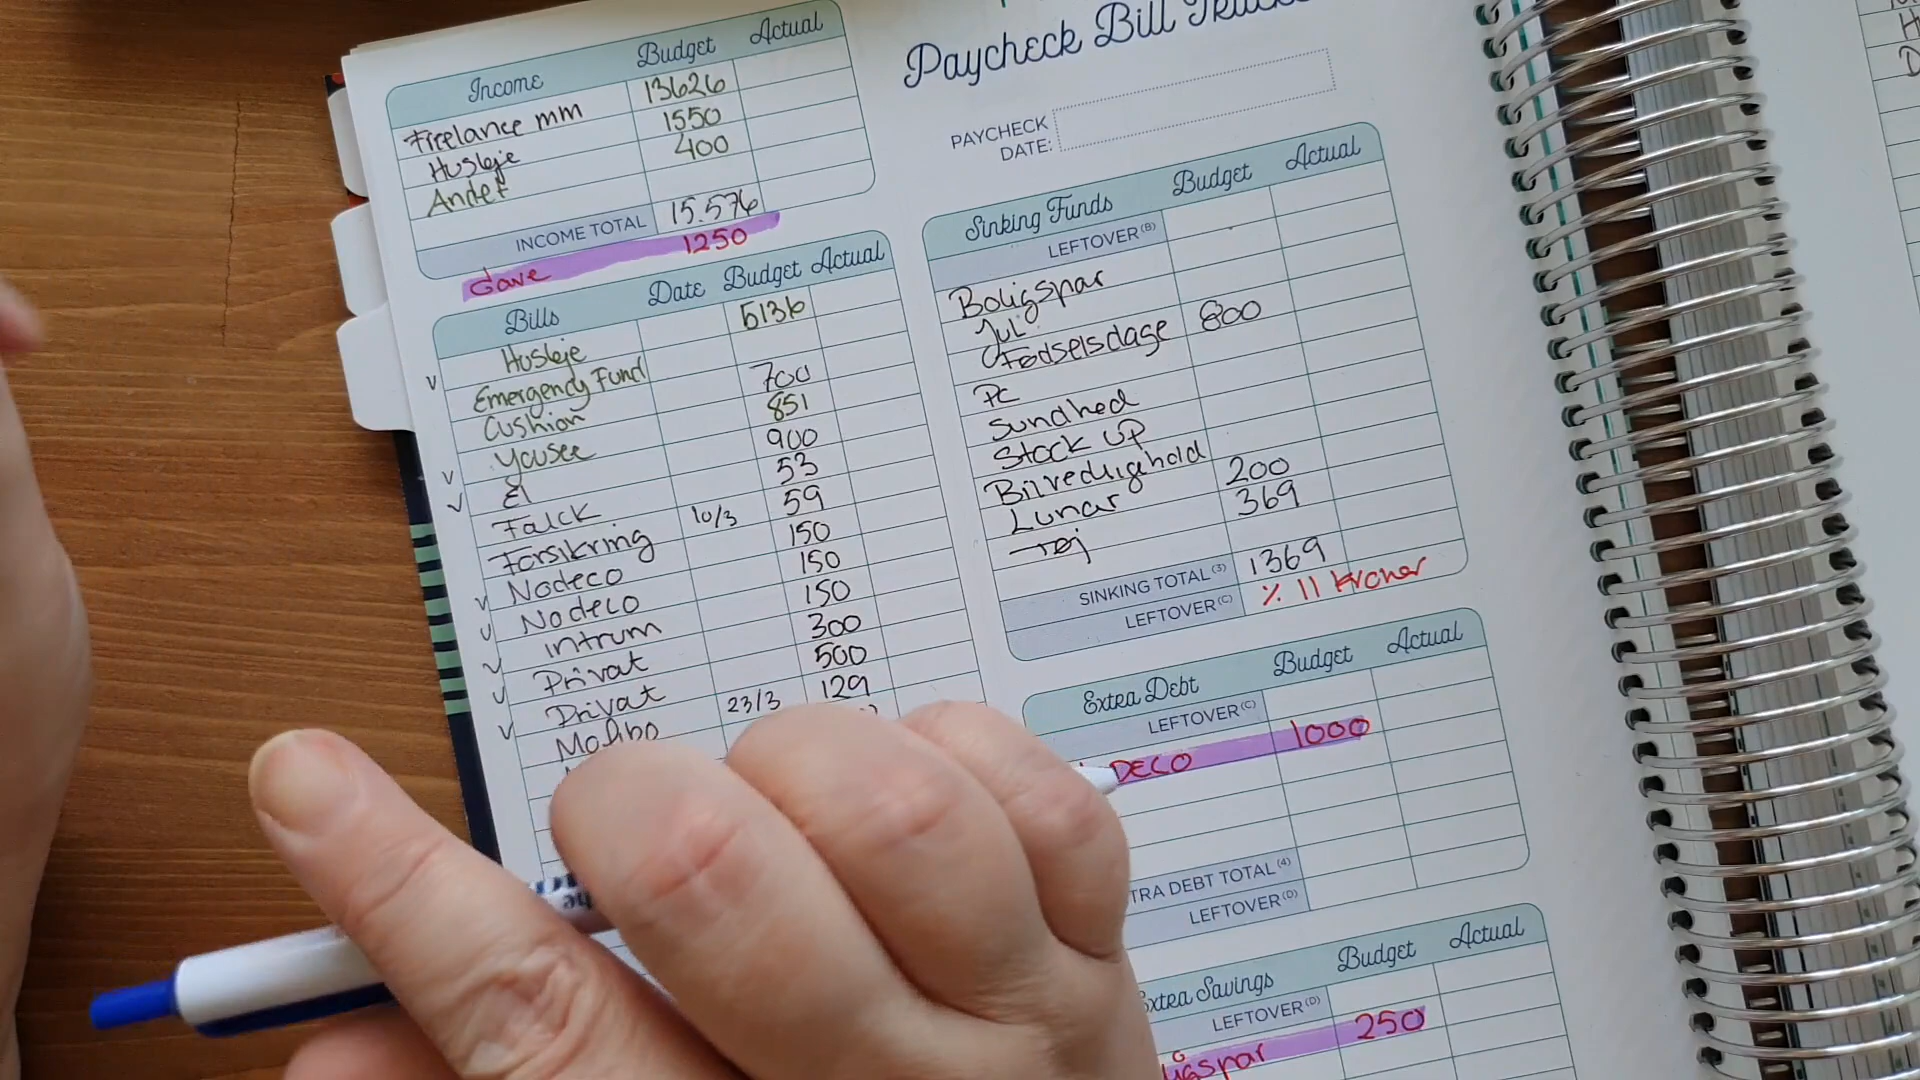 Income Budget Actual
Freelance mm 13626
Husleje 1550
Andet 400
INCOME TOTAL 15.576
Gave 1250
Bills Date Budget Actual
Husleje 5136
Emergency Fund
Cushion 700
Yousee 851
El 900
Falck 53
Forsikring 10/3 59
Nodeco 150
Nodeco 150
intrum 150
Privat 300
Privat 500
Mofibo 23/3 129
Paycheck Bill
PAYCHECK
DATE:
Sinking Funds Budget Actual
LEFTOVER (B)
Boligspar
Jul
Fødselsdage 800
PC
Sundhed
Stock UP
Bilvedligehold
Lunar 200
Tøj 369
SINKING TOTAL (3) 1369
LEFTOVER (C) % 11 kroner
Extra Debt Budget Actual
LEFTOVER (C)
DECO 1000
TRA DEBT TOTAL (4)
LEFTOVER (D)
Extra Savings Budget Actual
LEFTOVER (D)
igspar 250